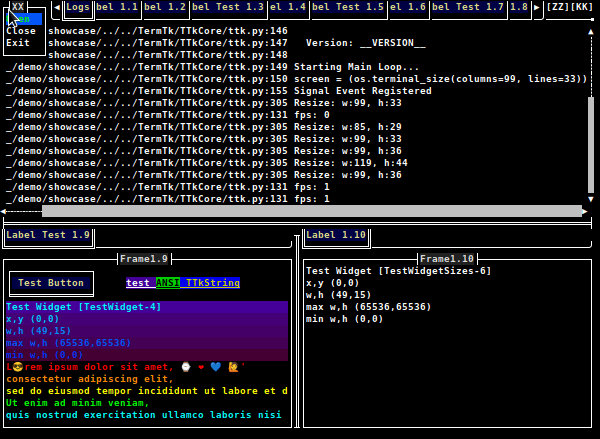 XX ◀ Logs bel 1.1 bel 1.2 bel Test 1.3 el 1.4 bel Test 1.5 el 1.6 bel Test 1.7 1.8 ▶ [ZZ][KK]
Close showcase/../../TermTk/TTkCore/ttk.py:146
Exit showcase/../../TermTk/TTkCore/ttk.py:147   Version: __VERSION__
showcase/../../TermTk/TTkCore/ttk.py:148
_/demo/showcase/../../TermTk/TTkCore/ttk.py:149 Starting Main Loop...
_/demo/showcase/../../TermTk/TTkCore/ttk.py:150 screen = (os.terminal_size(columns=99, lines=33))
_/demo/showcase/../../TermTk/TTkCore/ttk.py:155 Signal Event Registered
_/demo/showcase/../../TermTk/TTkCore/ttk.py:305 Resize: w:99, h:33
_/demo/showcase/../../TermTk/TTkCore/ttk.py:131 fps: 0
_/demo/showcase/../../TermTk/TTkCore/ttk.py:305 Resize: w:85, h:29
_/demo/showcase/../../TermTk/TTkCore/ttk.py:305 Resize: w:99, h:33
_/demo/showcase/../../TermTk/TTkCore/ttk.py:305 Resize: w:99, h:36
_/demo/showcase/../../TermTk/TTkCore/ttk.py:305 Resize: w:119, h:44
_/demo/showcase/../../TermTk/TTkCore/ttk.py:305 Resize: w:99, h:36
_/demo/showcase/../../TermTk/TTkCore/ttk.py:131 fps: 1
_/demo/showcase/../../TermTk/TTkCore/ttk.py:131 fps: 1
Label Test 1.9
Frame1.9
Test Button test ANSI TTkString
Test Widget [TestWidget-4]
x,y (0,0)
w,h (49,15)
max w,h (65536,65536)
min w,h (0,0)
L😎rem ipsum dolor sit amet, ⌚ ❤ 💙 🙋'
consectetur adipiscing elit,
sed do eiusmod tempor incididunt ut labore et d
Ut enim ad minim veniam,
quis nostrud exercitation ullamco laboris nisi
Label 1.10
Frame1.10
Test Widget [TestWidgetSizes-6]
x,y (0,0)
w,h (49,15)
max w,h (65536,65536)
min w,h (0,0)